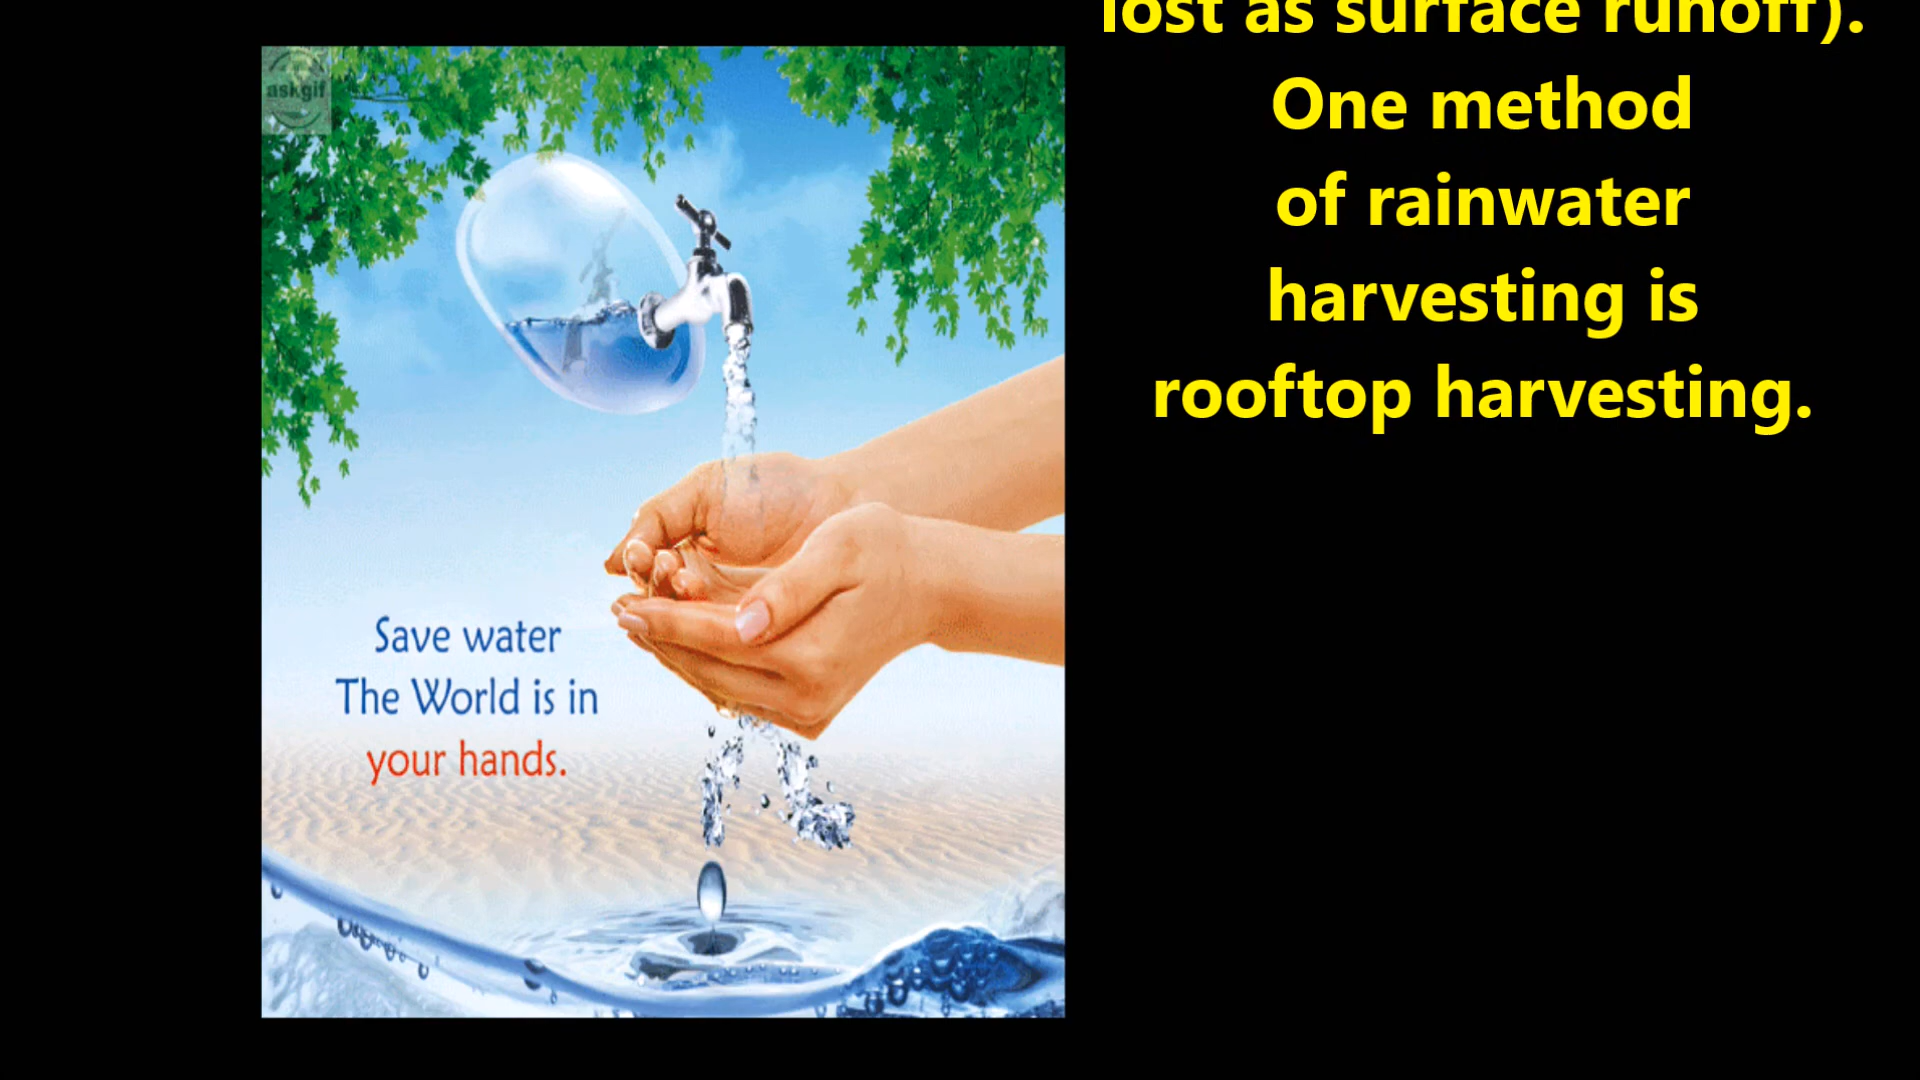 askgif
Save water
The World is in
your hands.
lost as surface runoff).
One method
of rainwater
harvesting is
rooftop harvesting.